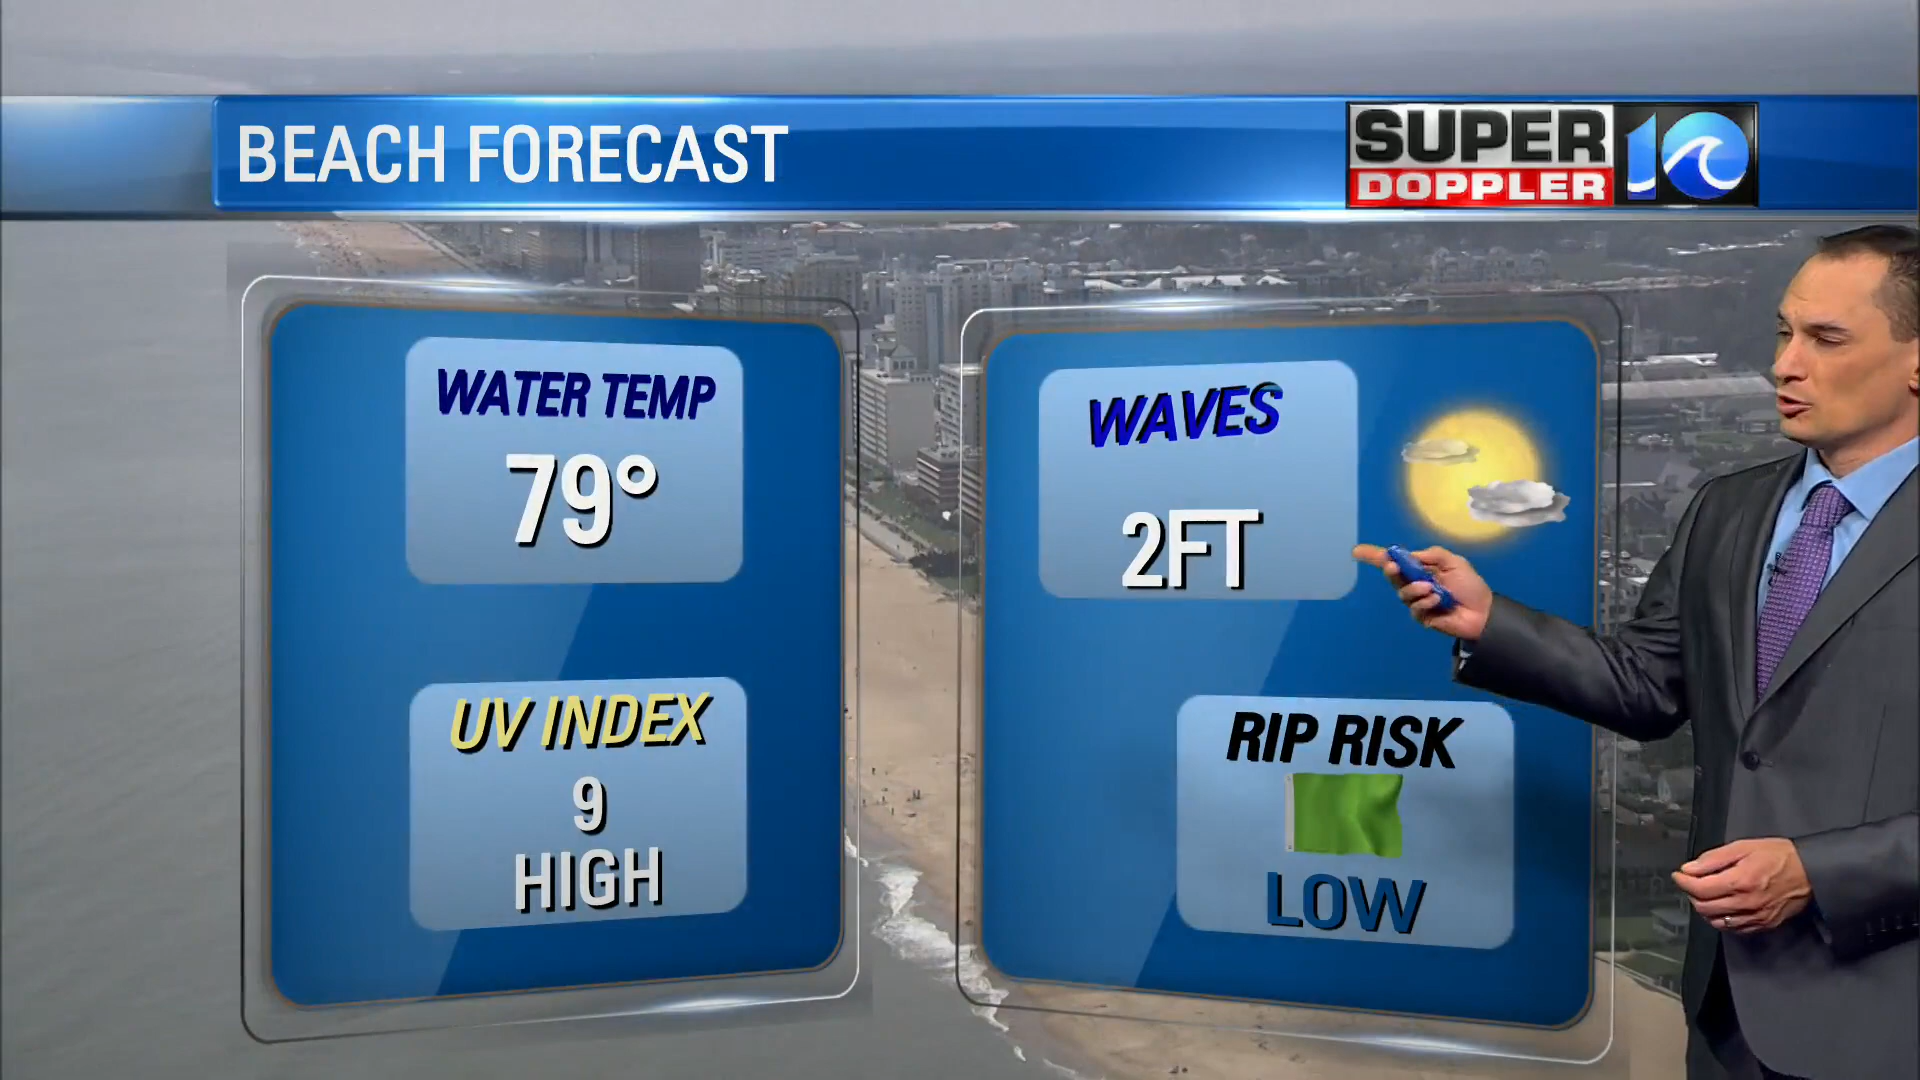 BEACH FORECAST
SUPER
DOPPLER
10
WATER TEMP
79°
UV INDEX
9
HIGH
WAVES
2FT
RIP RISK
LOW